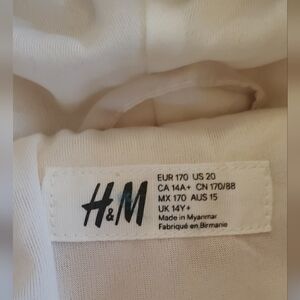 H&M
EUR 170 US 20
CA 14A+ CN 170/88
MX 170 AUS 15
UK 14Y+
Made in Myanmar
Fabriqué en Birmanie